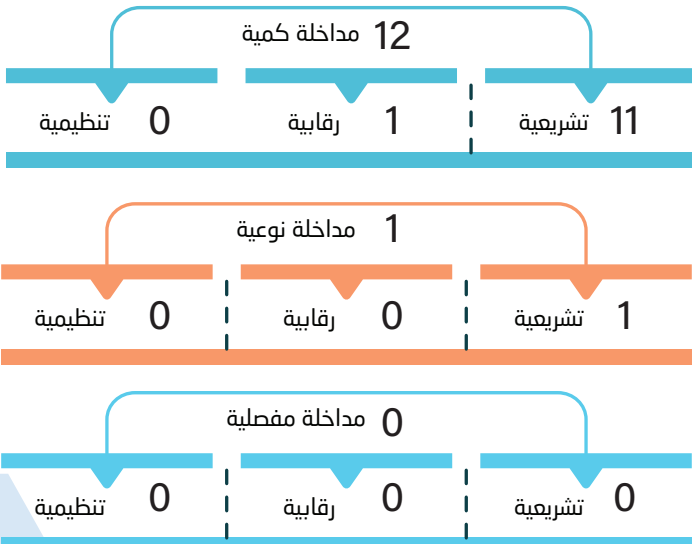 12 مداخلة كمية
11 تشريعية
1 رقابية
0 تنظيمية
1 مداخلة نوعية
1 تشريعية
0 رقابية
0 تنظيمية
0 مداخلة مفصلية
0 تشريعية
0 رقابية
0 تنظيمية